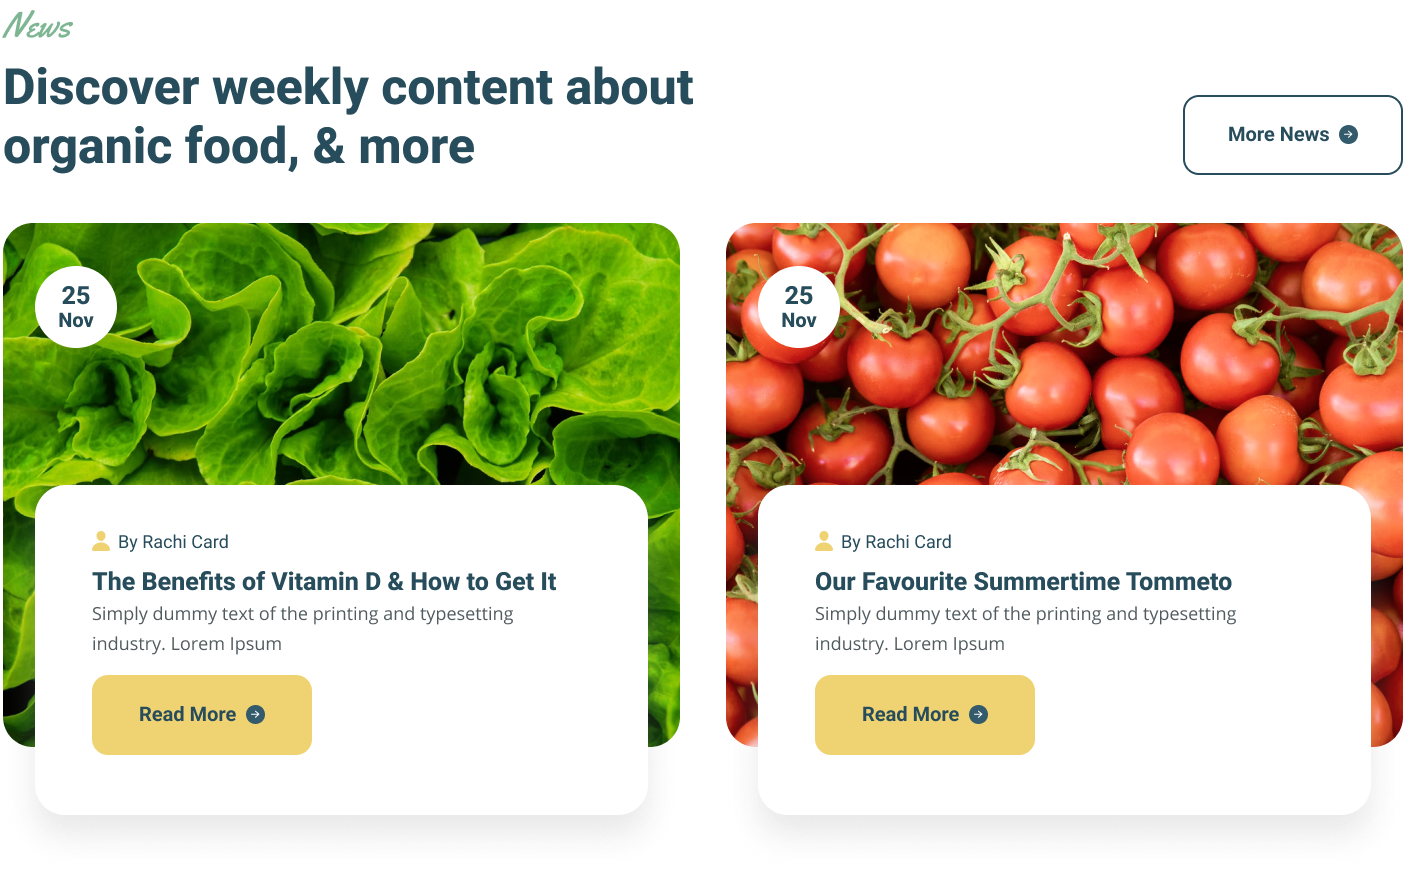 News
Discover weekly content about
organic food, & more
More News
25
Nov
By Rachi Card
The Benefits of Vitamin D & How to Get It
Simply dummy text of the printing and typesetting
industry. Lorem Ipsum
Read More
25
Nov
By Rachi Card
Our Favourite Summertime Tommeto
Simply dummy text of the printing and typesetting
industry. Lorem Ipsum
Read More